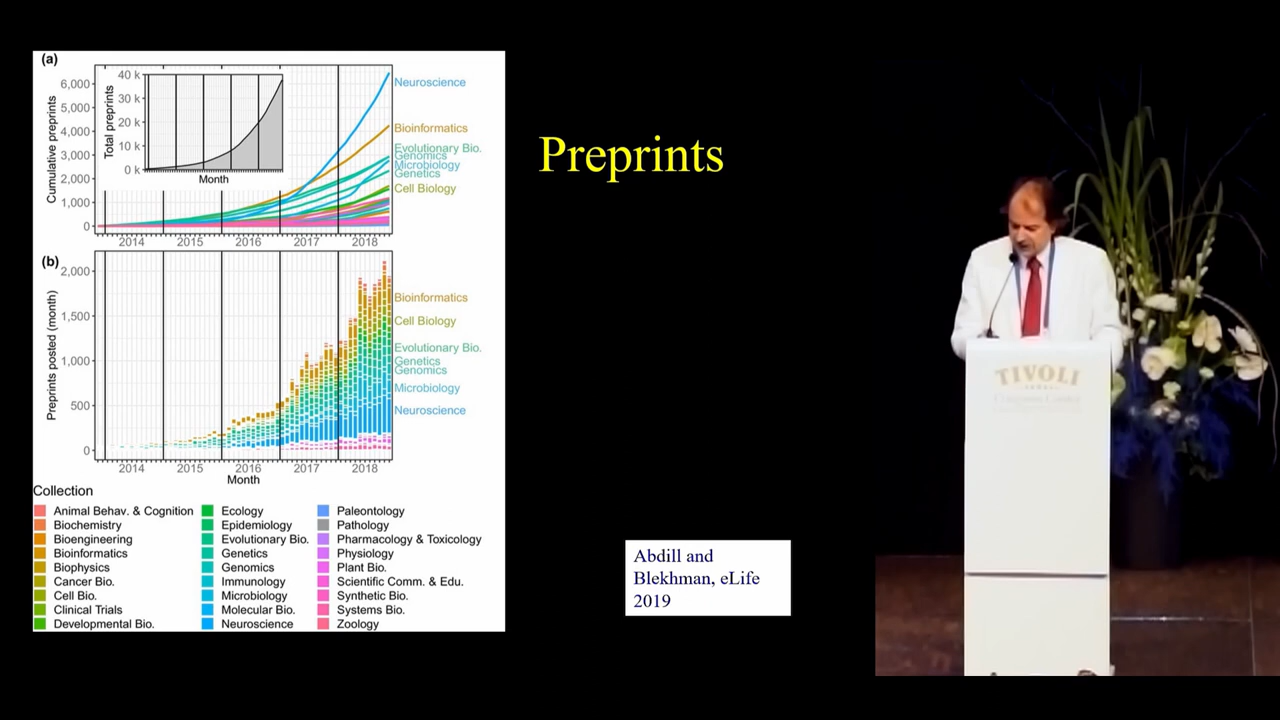 (a)
Cumulative preprints
6,000
5,000
4,000
3,000
2,000
1,000
0
Total preprints
40 k
30 k
20 k
10 k
0 k
Month
Neuroscience
Bioinformatics
Evolutionary Bio.
Genomics
Microbiology
Genetics
Cell Biology
2014 2015 2016 2017 2018
(b)
Preprints posted (month)
2,000
1,500
1,000
500
0
Bioinformatics
Cell Biology
Evolutionary Bio.
Genetics
Genomics
Microbiology
Neuroscience
2014 2015 2016 2017 2018
Month
Collection
Animal Behav. & Cognition
Biochemistry
Bioengineering
Bioinformatics
Biophysics
Cancer Bio.
Cell Bio.
Clinical Trials
Developmental Bio.
Ecology
Epidemiology
Evolutionary Bio.
Genetics
Genomics
Immunology
Microbiology
Molecular Bio.
Neuroscience
Paleontology
Pathology
Pharmacology & Toxicology
Physiology
Plant Bio.
Scientific Comm. & Edu.
Synthetic Bio.
Systems Bio.
Zoology
Preprints
Abdill and
Blekhman, eLife
2019
TIVOLI